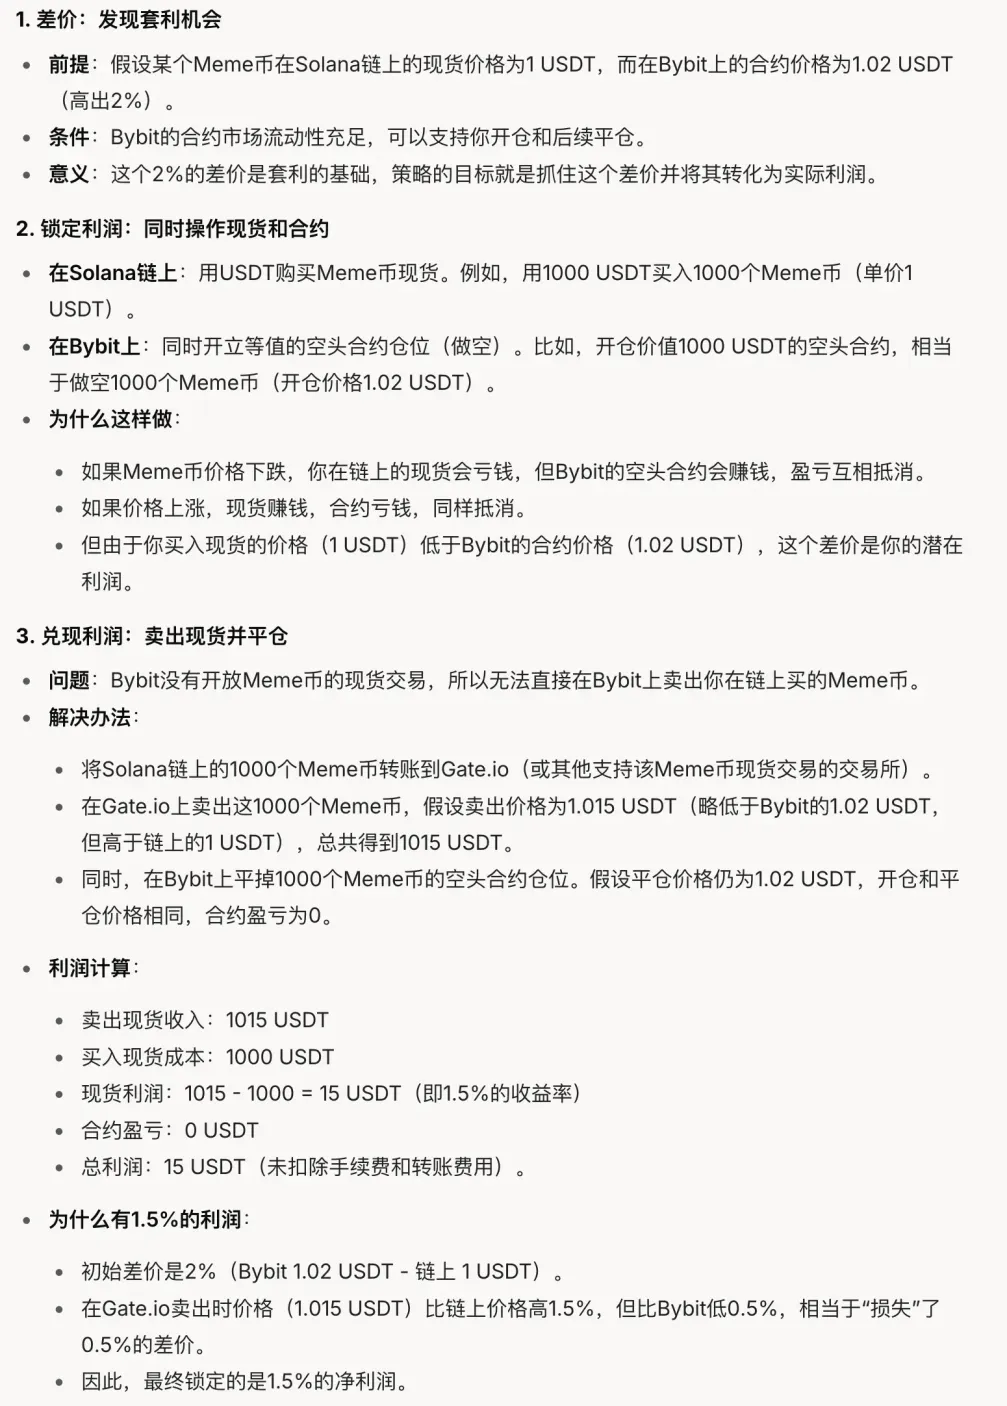 1. 差价：发现套利机会
• 前提：假设某个Meme币在Solana链上的现货价格为1 USDT，而在Bybit上的合约价格为1.02 USDT
（高出2%）。
• 条件：Bybit的合约市场流动性充足，可以支持你开仓和后续平仓。
• 意义：这个2%的差价是套利的基础，策略的目标就是抓住这个差价并将其转化为实际利润。
2. 锁定利润：同时操作现货和合约
• 在Solana链上：用USDT购买Meme币现货。例如，用1000 USDT买入1000个Meme币（单价1
USDT）。
• 在Bybit上：同时开立等值的空头合约仓位（做空）。比如，开仓价值1000 USDT的空头合约，相当
于做空1000个Meme币（开仓价格1.02 USDT）。
• 为什么这样做：
• 如果Meme币价格下跌，你在链上的现货会亏钱，但Bybit的空头合约会赚钱，盈亏互相抵消。
• 如果价格上涨，现货赚钱，合约亏钱，同样抵消。
• 但由于你买入现货的价格（1 USDT）低于Bybit的合约价格（1.02 USDT），这个差价是你的潜在
利润。
3. 兑现利润：卖出现货并平仓
• 问题：Bybit没有开放Meme币的现货交易，所以无法直接在Bybit上卖出你在链上买的Meme币。
• 解决办法：
• 将Solana链上的1000个Meme币转账到Gate.io（或其他支持该Meme币现货交易的交易所）。
• 在Gate.io上卖出这1000个Meme币，假设卖出价格为1.015 USDT（略低于Bybit的1.02 USDT，
但高于链上的1 USDT），总共得到1015 USDT。
• 同时，在Bybit上平掉1000个Meme币的空头合约仓位。假设平仓价格仍为1.02 USDT，开仓和平
仓价格相同，合约盈亏为0。
• 利润计算：
• 卖出现货收入：1015 USDT
• 买入现货成本：1000 USDT
• 现货利润：1015 - 1000 = 15 USDT（即1.5%的收益率）
• 合约盈亏：0 USDT
• 总利润：15 USDT（未扣除手续费和转账费用）。
• 为什么有1.5%的利润：
• 初始差价是2%（Bybit 1.02 USDT - 链上 1 USDT）。
• 在Gate.io卖出时价格（1.015 USDT）比链上价格高1.5%，但比Bybit低0.5%，相当于“损失”了
0.5%的差价。
• 因此，最终锁定的是1.5%的净利润。